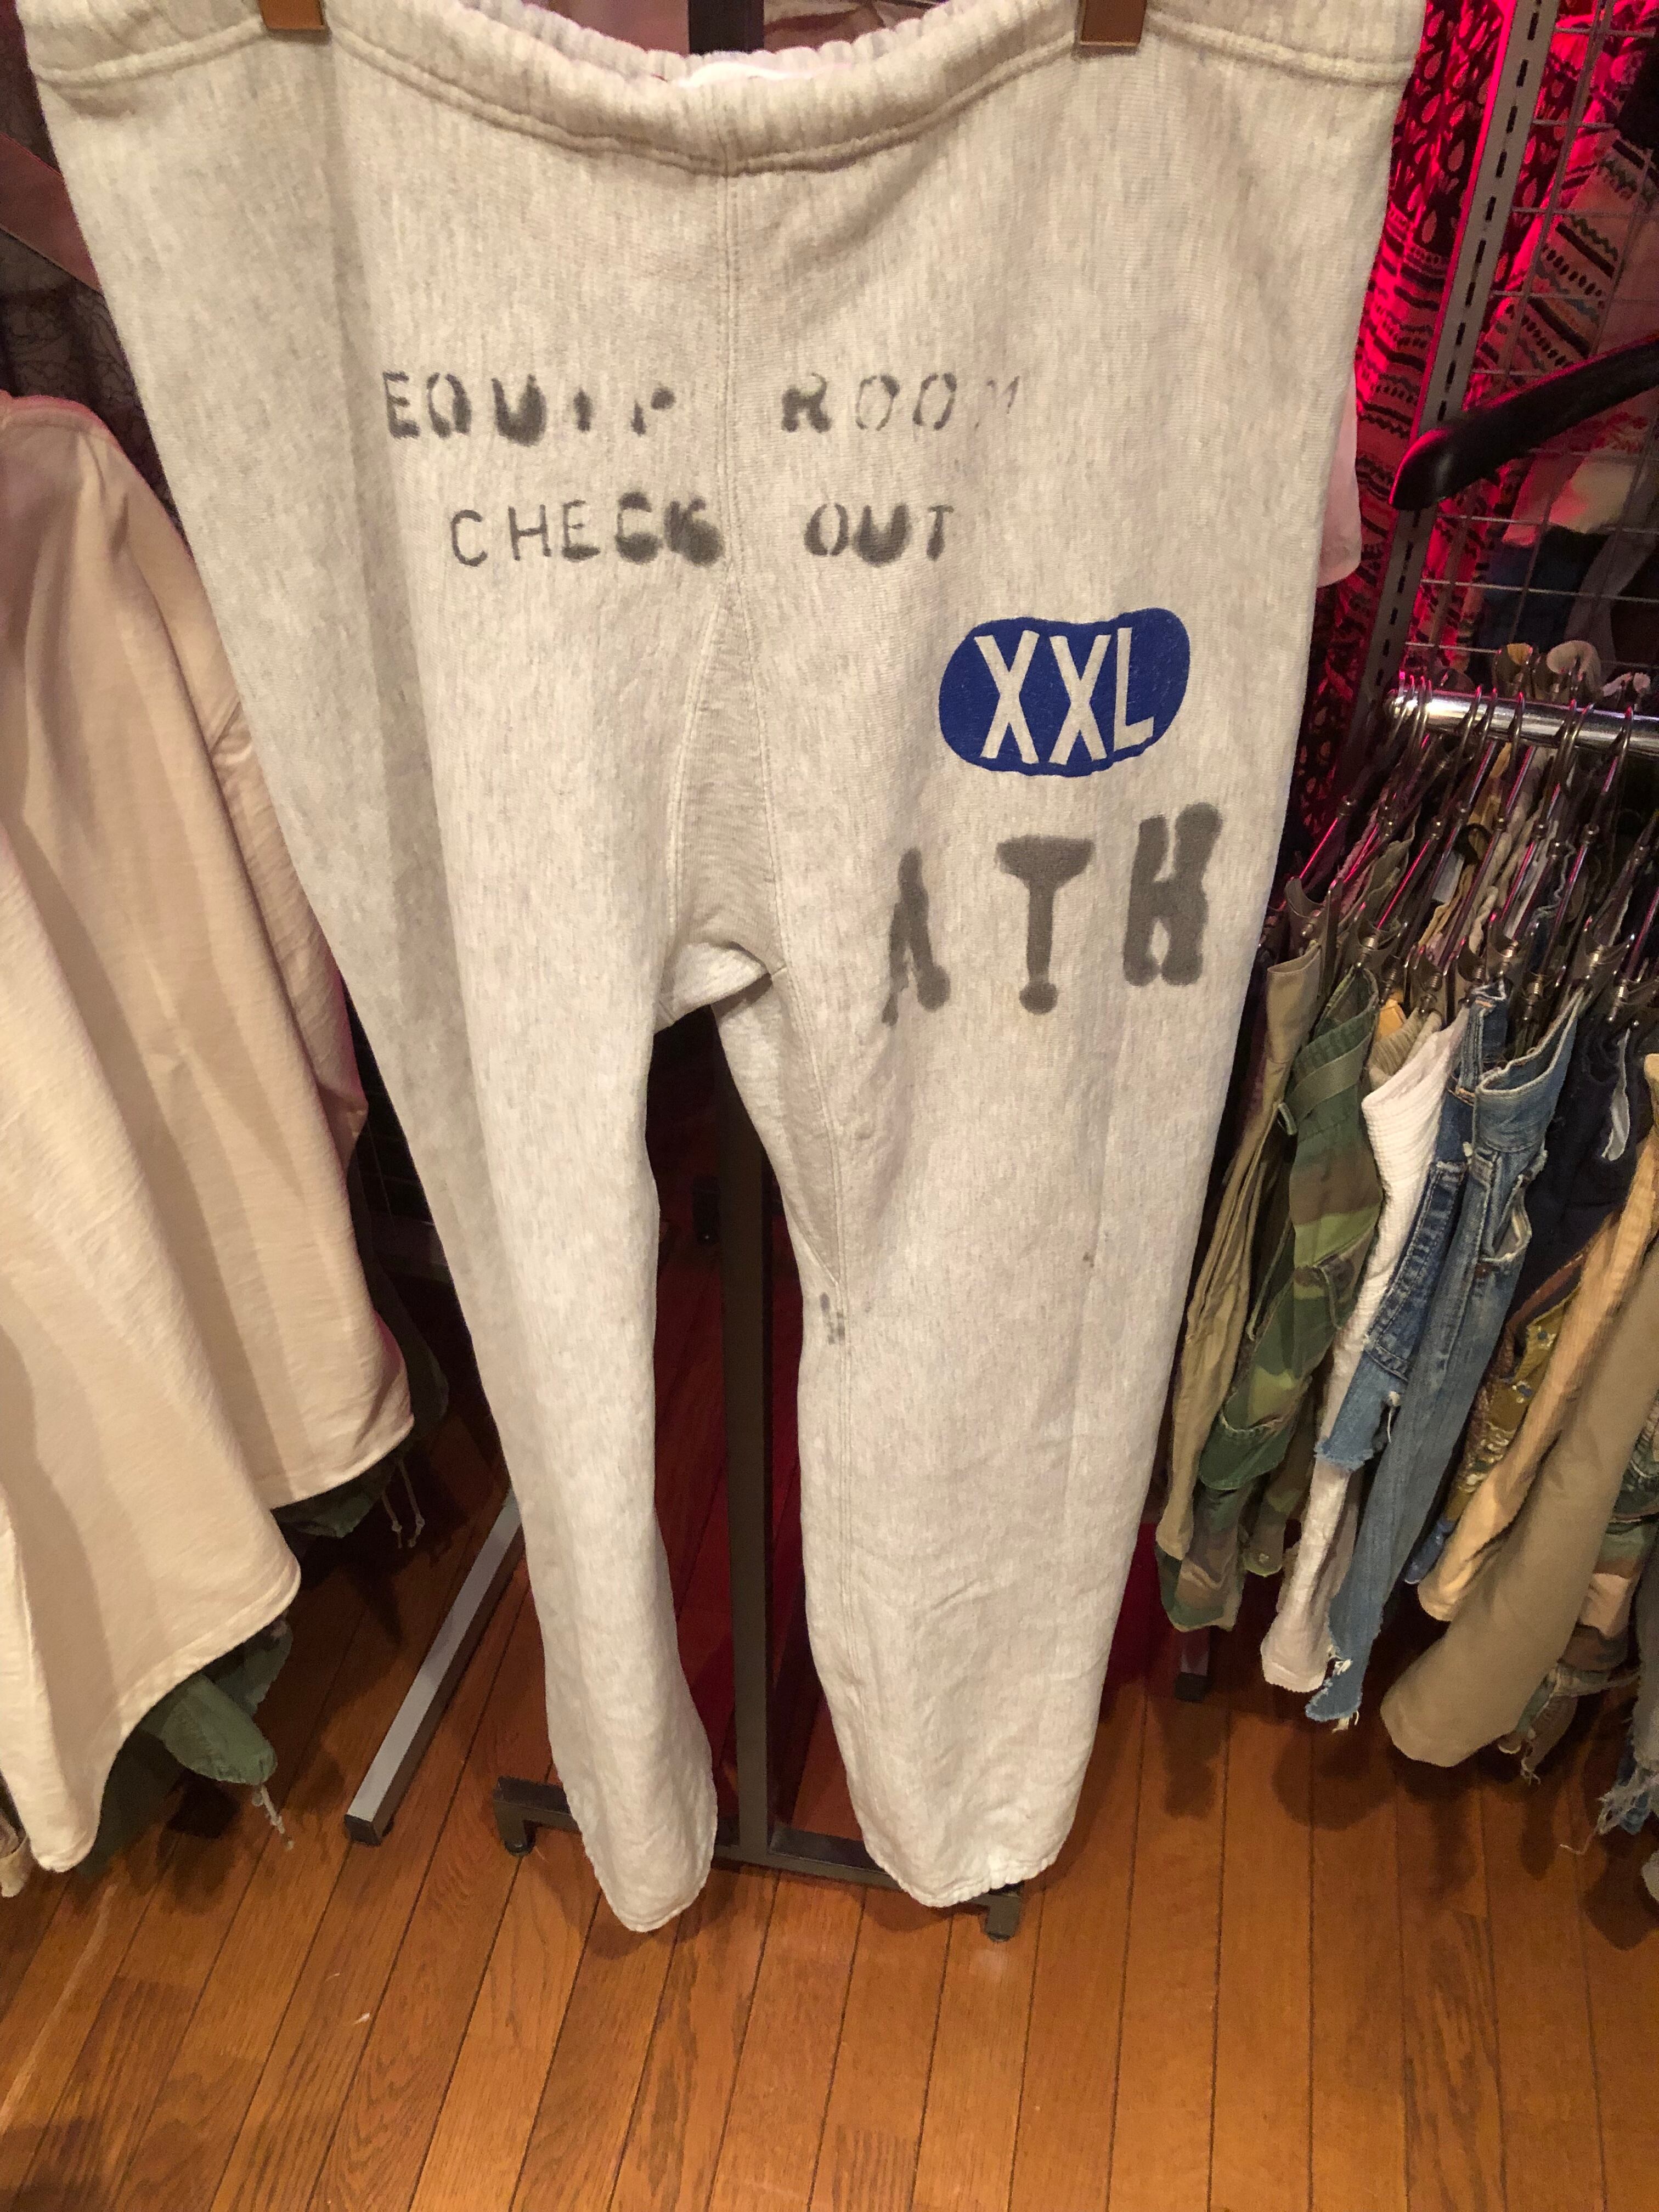 EQUIP ROOM
CHECK OUT
XXL
ATH